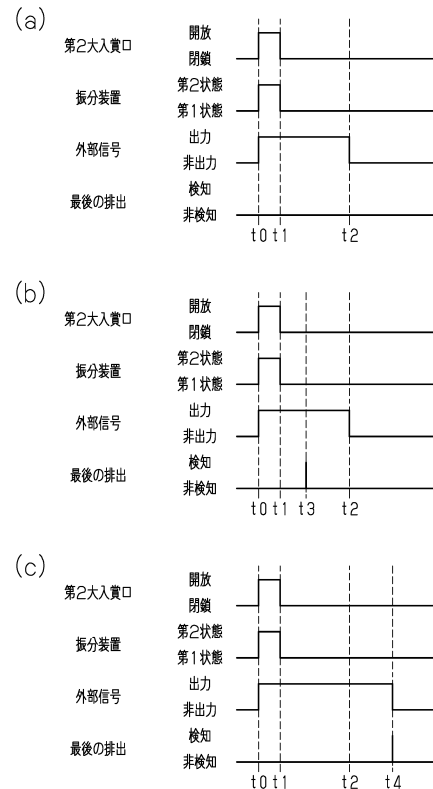 (a)
第2大入賞口 開放
閉鎖
振分装置 第2状態
第1状態
外部信号 出力
非出力
最後の排出 検知
非検知
t0 t1 t2
(b)
第2大入賞口 開放
閉鎖
振分装置 第2状態
第1状態
外部信号 出力
非出力
最後の排出 検知
非検知
t0 t1 t3 t2
(c)
第2大入賞口 開放
閉鎖
振分装置 第2状態
第1状態
外部信号 出力
非出力
最後の排出 検知
非検知
t0 t1 t2 t4